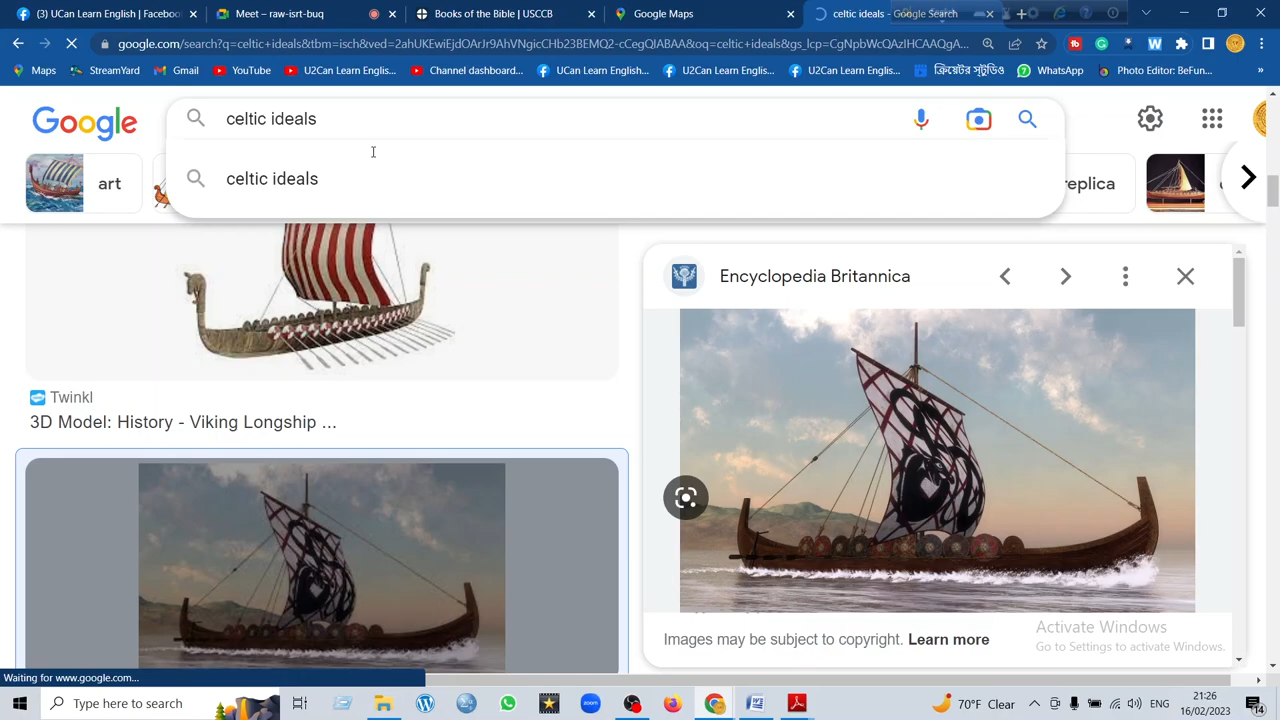 (3) UCan Learn English | Faceboo
Meet – raw-isrt-buq
Books of the Bible | USCCB
Google Maps
celtic ideals - Google Search
google.com/search?q=celtic+ideals&tbm=isch&ved=2ahUKEwiEjdOArJr9AhVNgicCHb23BEMQ2-cCegQIABAA&oq=celtic+ideals&gs_lcp=CgNpbWcQAzIHCAAQgA...
Maps
StreamYard
Gmail
YouTube
U2Can Learn Englis...
Channel dashboard...
UCan Learn English...
U2Can Learn Englis...
U2Can Learn Englis...
ক্রিয়েটর স্টুডিও
WhatsApp
Photo Editor: BeFun...
»
Google
celtic ideals
celtic ideals
art
replica
Encyclopedia Britannica
Twinkl
3D Model: History - Viking Longship ...
Images may be subject to copyright. Learn more
Activate Windows
Go to Settings to activate Windows.
Waiting for www.google.com...
Type here to search
70°F Clear
ENG
21:26
16/02/2023
14